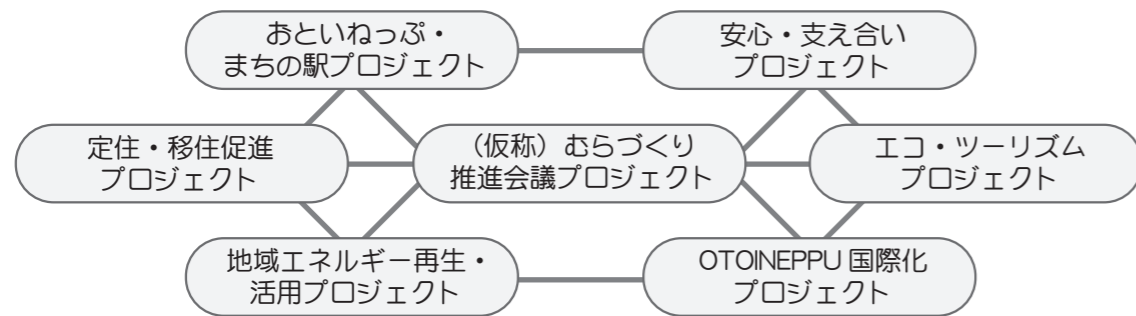 おといねっぷ・
まちの駅プロジェクト
安心・支え合い
プロジェクト
定住・移住促進
プロジェクト
（仮称）むらづくり
推進会議プロジェクト
エコ・ツーリズム
プロジェクト
地域エネルギー再生・
活用プロジェクト
OTOINEPPU 国際化
プロジェクト